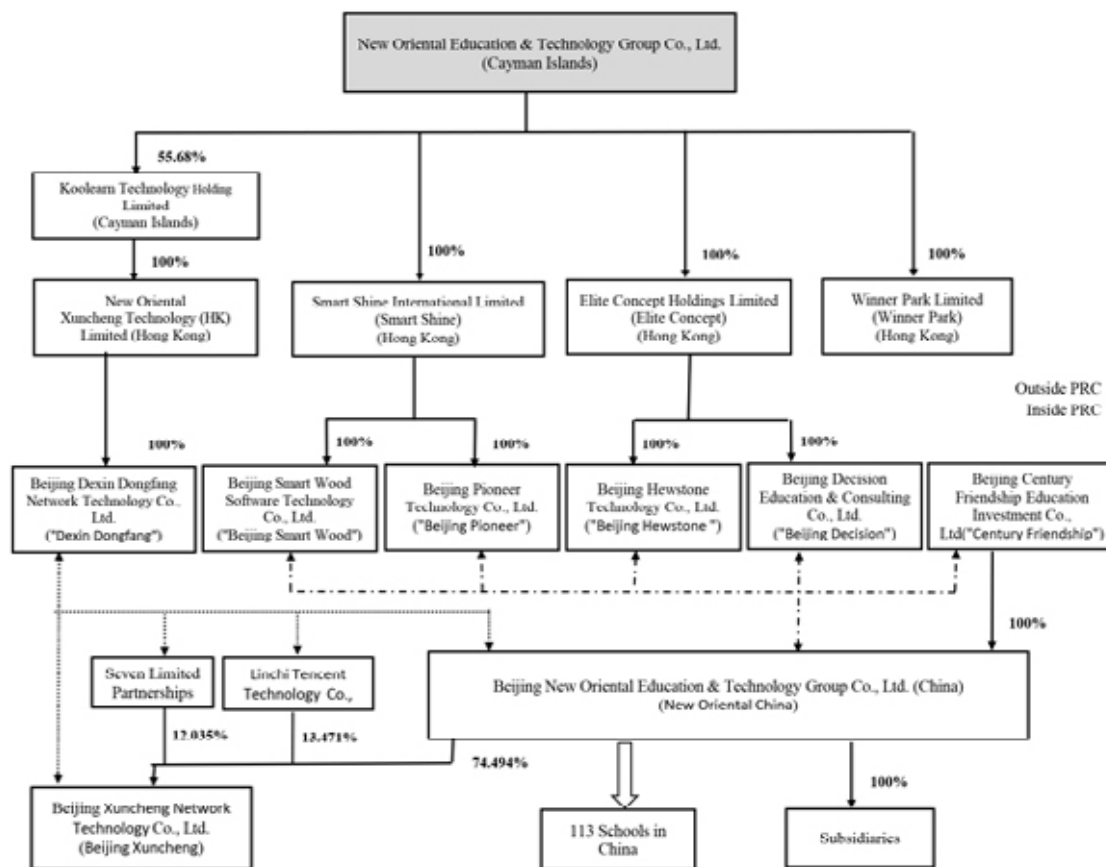 New Oriental Education & Technology Group Co., Ltd.
(Cayman Islands)
55.68%
Koolearn Technology Holding
Limited
(Cayman Islands)
100%
100%
100%
100%
New Oriental
Xuncheng Technology (HK)
Limited (Hong Kong)
Smart Shine International Limited
(Smart Shine)
(Hong Kong)
Elite Concept Holdings Limited
(Elite Concept)
(Hong Kong)
Winner Park Limited
(Winner Park)
(Hong Kong)
Outside PRC
Inside PRC
100%
100%
100%
100%
100%
Beijing Dexin Dongfang
Network Technology Co.,
Ltd.
("Dexin Dongfang")
Beijing Smart Wood
Software Technology
Co., Ltd.
("Beijing Smart Wood")
Beijing Pioneer
Technology Co., Ltd.
("Beijing Pioneer")
Beijing Hewstone
Technology Co., Ltd.
("Beijing Hewstone ")
Beijing Decision
Education & Consulting
Co., Ltd.
("Beijing Decision")
Beijing Century
Friendship Education
Investment Co.,
Ltd("Century Friendship")
100%
Seven Limited
Partnerships
Linchi Tencent
Technology Co.,
Beijing New Oriental Education & Technology Group Co., Ltd. (China)
(New Oriental China)
12.035%
13.471%
74.494%
100%
Beijing Xuncheng Network
Technology Co., Ltd.
(Beijing Xuncheng)
113 Schools in
China
Subsidiaries